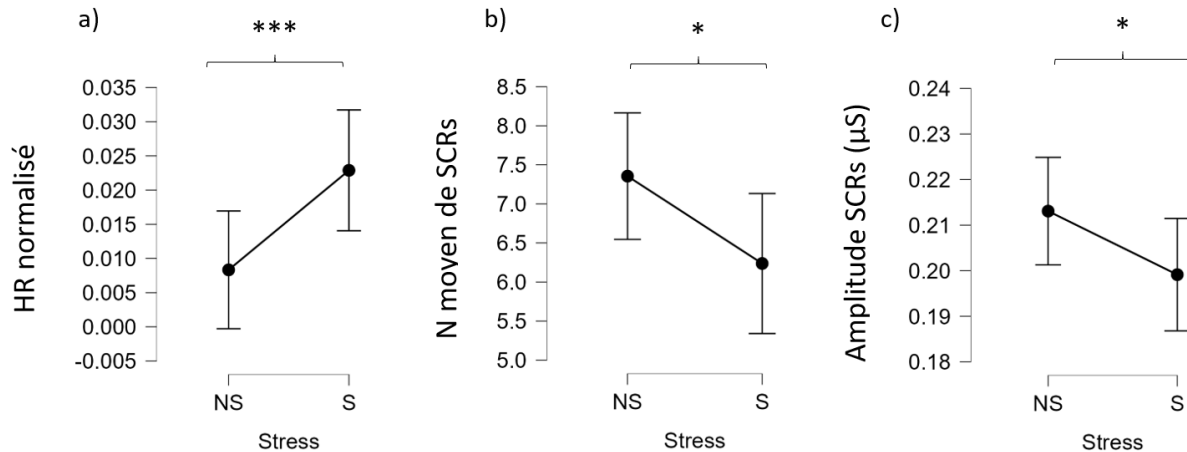 a)
***
HR normalisé
0.035
0.030
0.025
0.020
0.015
0.010
0.005
0.000
-0.005
NS
S
Stress
b)
*
N moyen de SCRs
8.5
8.0
7.5
7.0
6.5
6.0
5.5
5.0
NS
S
Stress
c)
*
Amplitude SCRs (µS)
0.24
0.23
0.22
0.21
0.20
0.19
0.18
NS
S
Stress